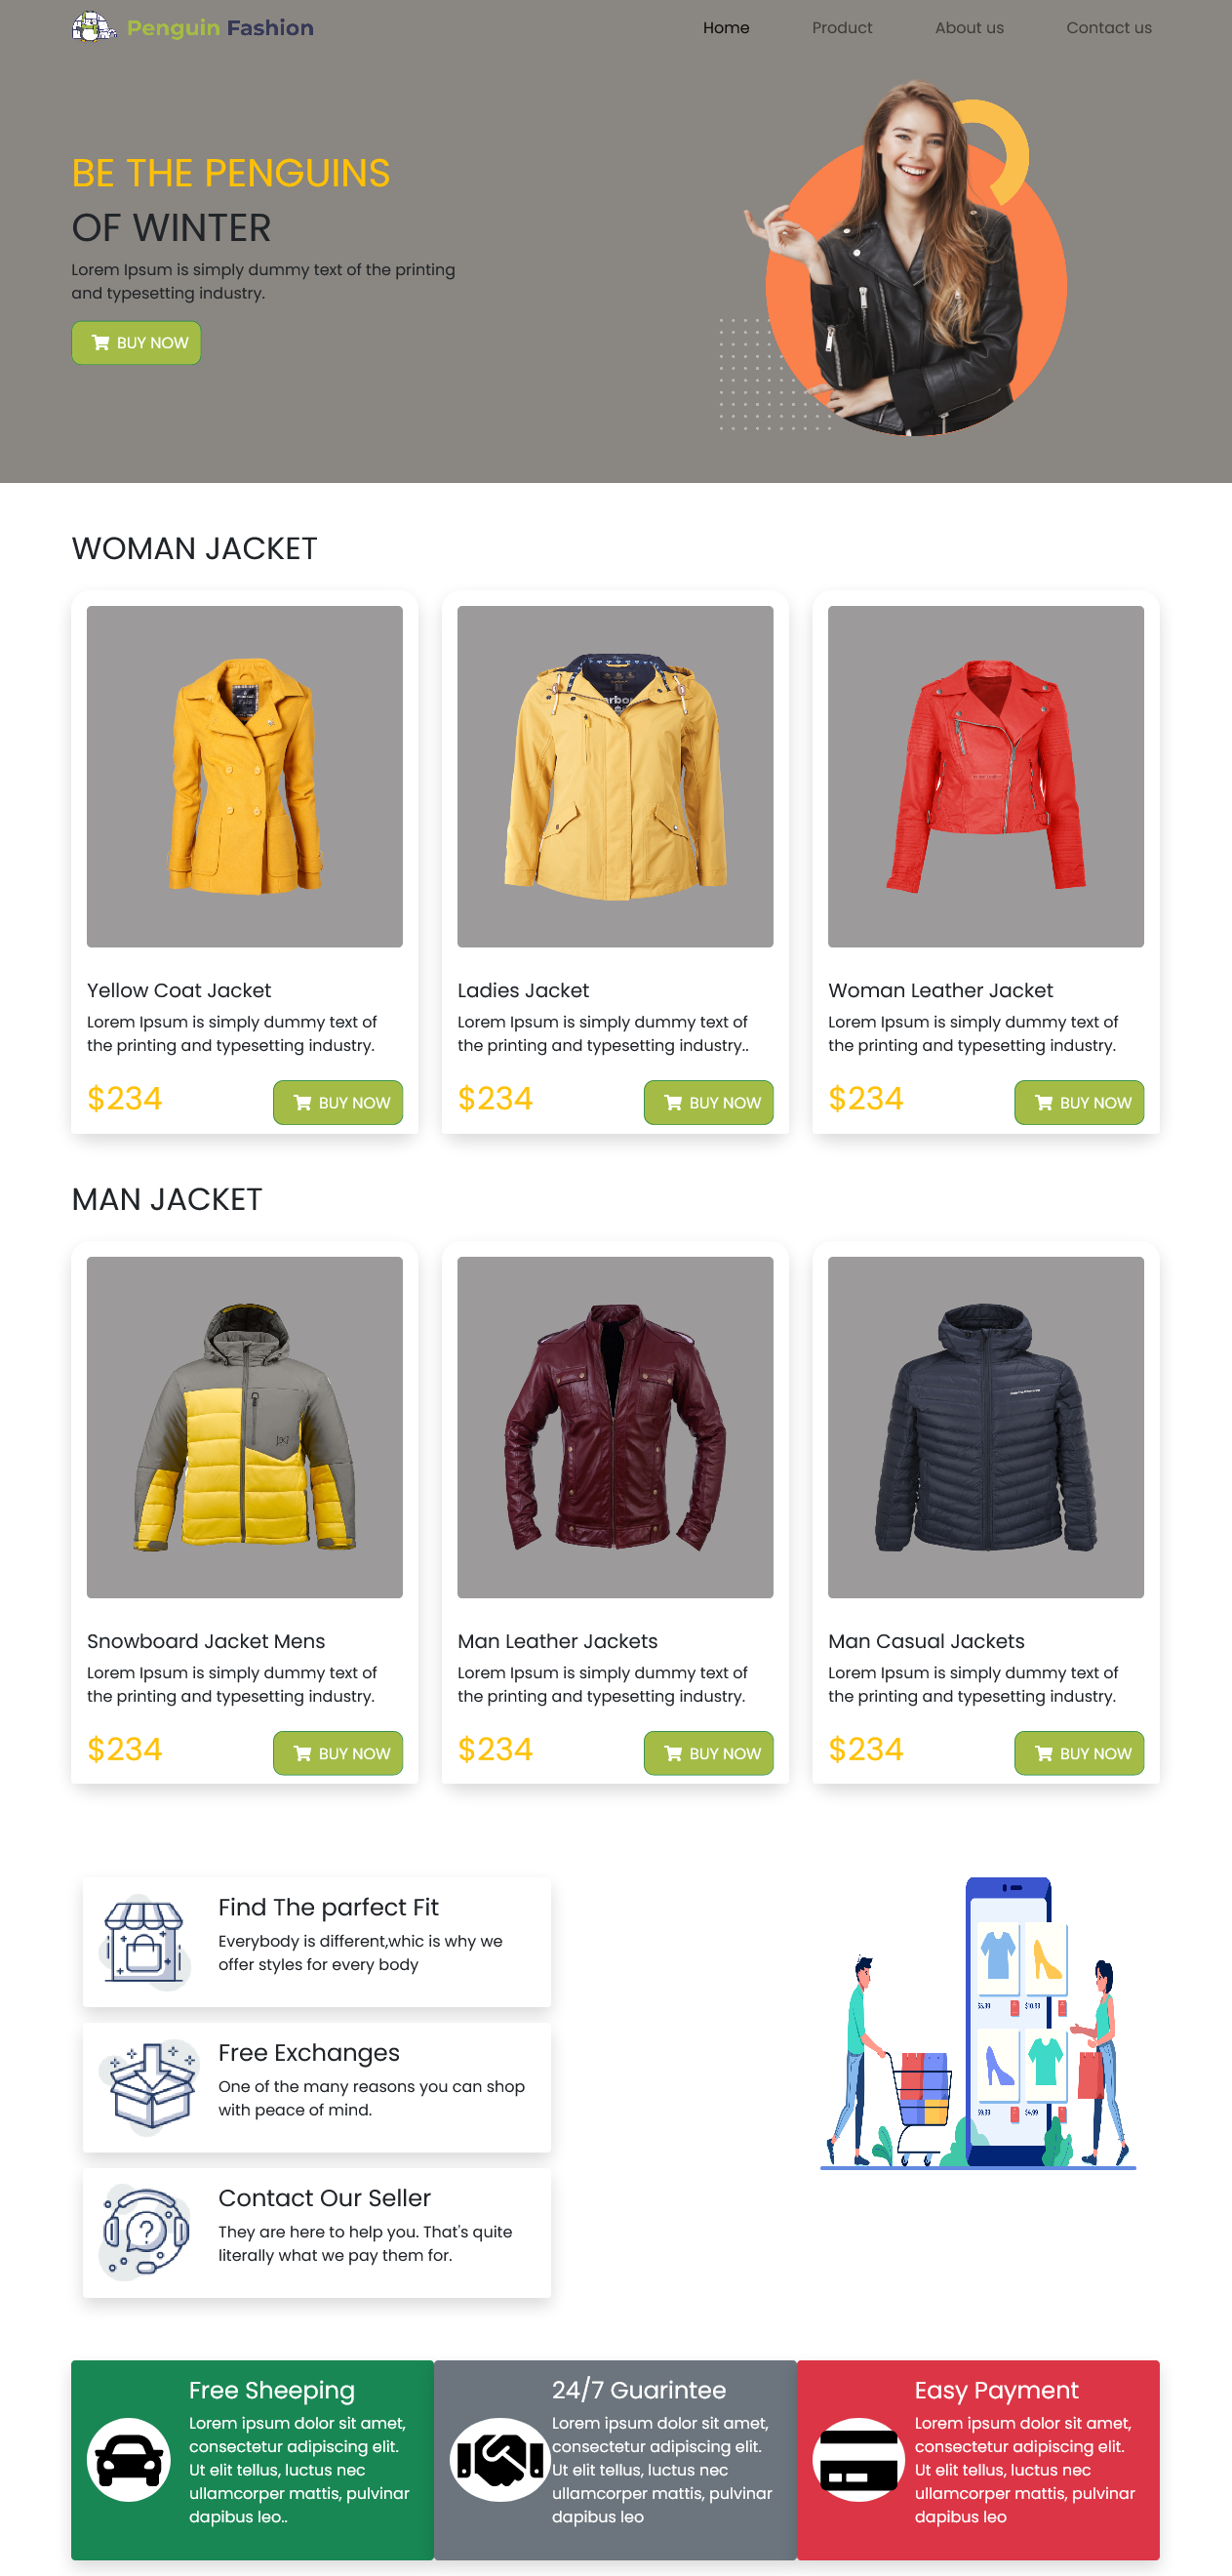 Penguin Fashion
Home Product About us Contact us
BE THE PENGUINS
OF WINTER
Lorem Ipsum is simply dummy text of the printing
and typesetting industry.
BUY NOW
WOMAN JACKET
Yellow Coat Jacket
Lorem Ipsum is simply dummy text of
the printing and typesetting industry.
$234
BUY NOW
Ladies Jacket
Lorem Ipsum is simply dummy text of
the printing and typesetting industry..
$234
BUY NOW
Woman Leather Jacket
Lorem Ipsum is simply dummy text of
the printing and typesetting industry.
$234
BUY NOW
MAN JACKET
Snowboard Jacket Mens
Lorem Ipsum is simply dummy text of
the printing and typesetting industry.
$234
BUY NOW
Man Leather Jackets
Lorem Ipsum is simply dummy text of
the printing and typesetting industry.
$234
BUY NOW
Man Casual Jackets
Lorem Ipsum is simply dummy text of
the printing and typesetting industry.
$234
BUY NOW
Find The parfect Fit
Everybody is different,whic is why we
offer styles for every body
Free Exchanges
One of the many reasons you can shop
with peace of mind.
Contact Our Seller
They are here to help you. That's quite
literally what we pay them for.
Free Sheeping
Lorem ipsum dolor sit amet,
consectetur adipiscing elit.
Ut elit tellus, luctus nec
ullamcorper mattis, pulvinar
dapibus leo..
24/7 Guarintee
Lorem ipsum dolor sit amet,
consectetur adipiscing elit.
Ut elit tellus, luctus nec
ullamcorper mattis, pulvinar
dapibus leo
Easy Payment
Lorem ipsum dolor sit amet,
consectetur adipiscing elit.
Ut elit tellus, luctus nec
ullamcorper mattis, pulvinar
dapibus leo